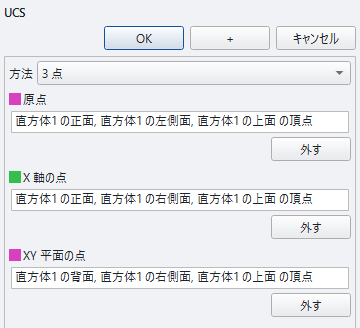 UCS
OK + キャンセル
方法 3 点
原点
直方体1 の正面, 直方体1 の左側面, 直方体1 の上面 の頂点
外す
X 軸の点
直方体1 の正面, 直方体1 の右側面, 直方体1 の上面 の頂点
外す
XY 平面の点
直方体1 の背面, 直方体1 の右側面, 直方体1 の上面 の頂点
外す